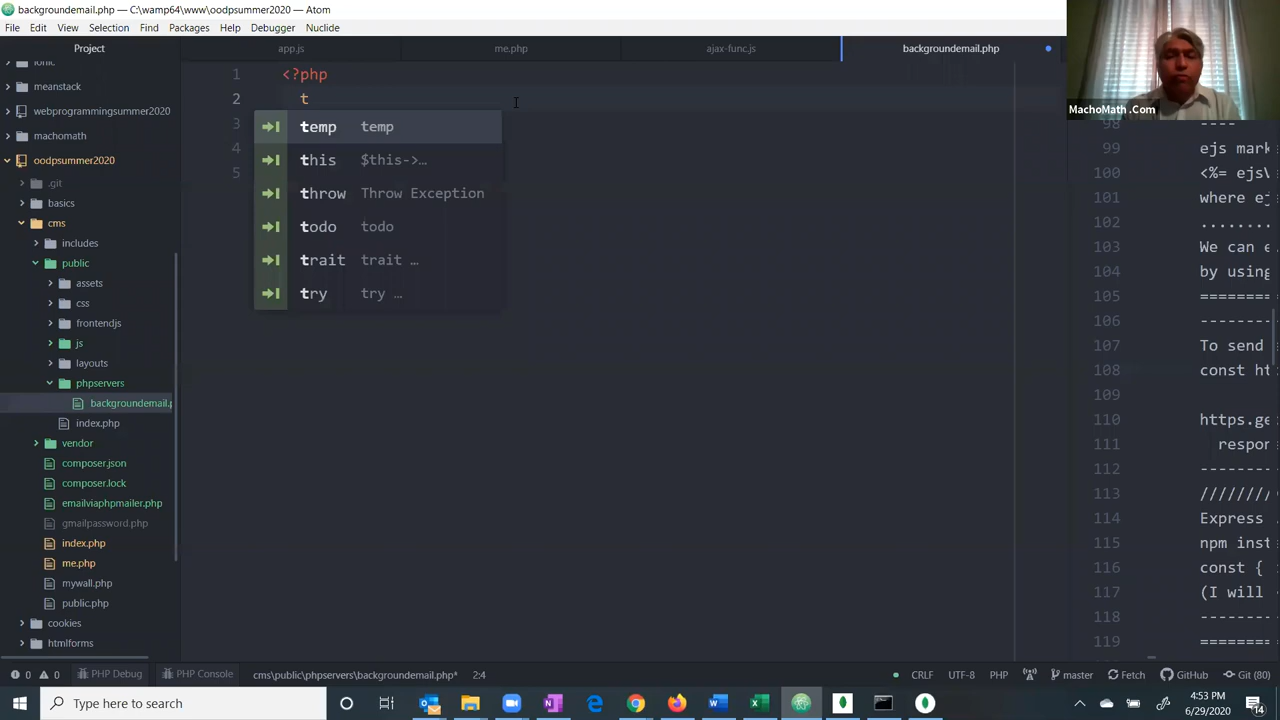 backgroundemail.php — C:\wamp64\www\oodpsummer2020 — Atom
File Edit View Selection Find Packages Help Debugger Nuclide
Project
app.js
me.php
ajax-func.js
backgroundemail.php
meanstack
webprogrammingsummer2020
machomath
oodpsummer2020
.git
basics
cms
includes
public
assets
css
frontendjs
js
layouts
phpservers
backgroundemail.p
index.php
vendor
composer.json
composer.lock
emailviaphpmailer.php
gmailpassword.php
index.php
me.php
mywall.php
public.php
cookies
htmlforms
1 <?php
2 t
3
4
5
temp temp
this $this->…
throw Throw Exception
todo todo
trait trait …
try try …
MachoMath .Com
98 ----
99 ejs mark
100 <%= ejsV
101 where ej
102 ........
103 We can e
104 by using
105 ========
106 --------
107 To send
108 const ht
109
110 https.ge
111 respon
112 --------
113 ////////
114 Express
115 npm inst
116 const {
117 (I will
118 --------
119 ========
0 0 PHP Debug PHP Console cms\public\phpservers\backgroundemail.php* 2:4 CRLF UTF-8 PHP master Fetch GitHub Git (80)
Type here to search
4:53 PM
6/29/2020